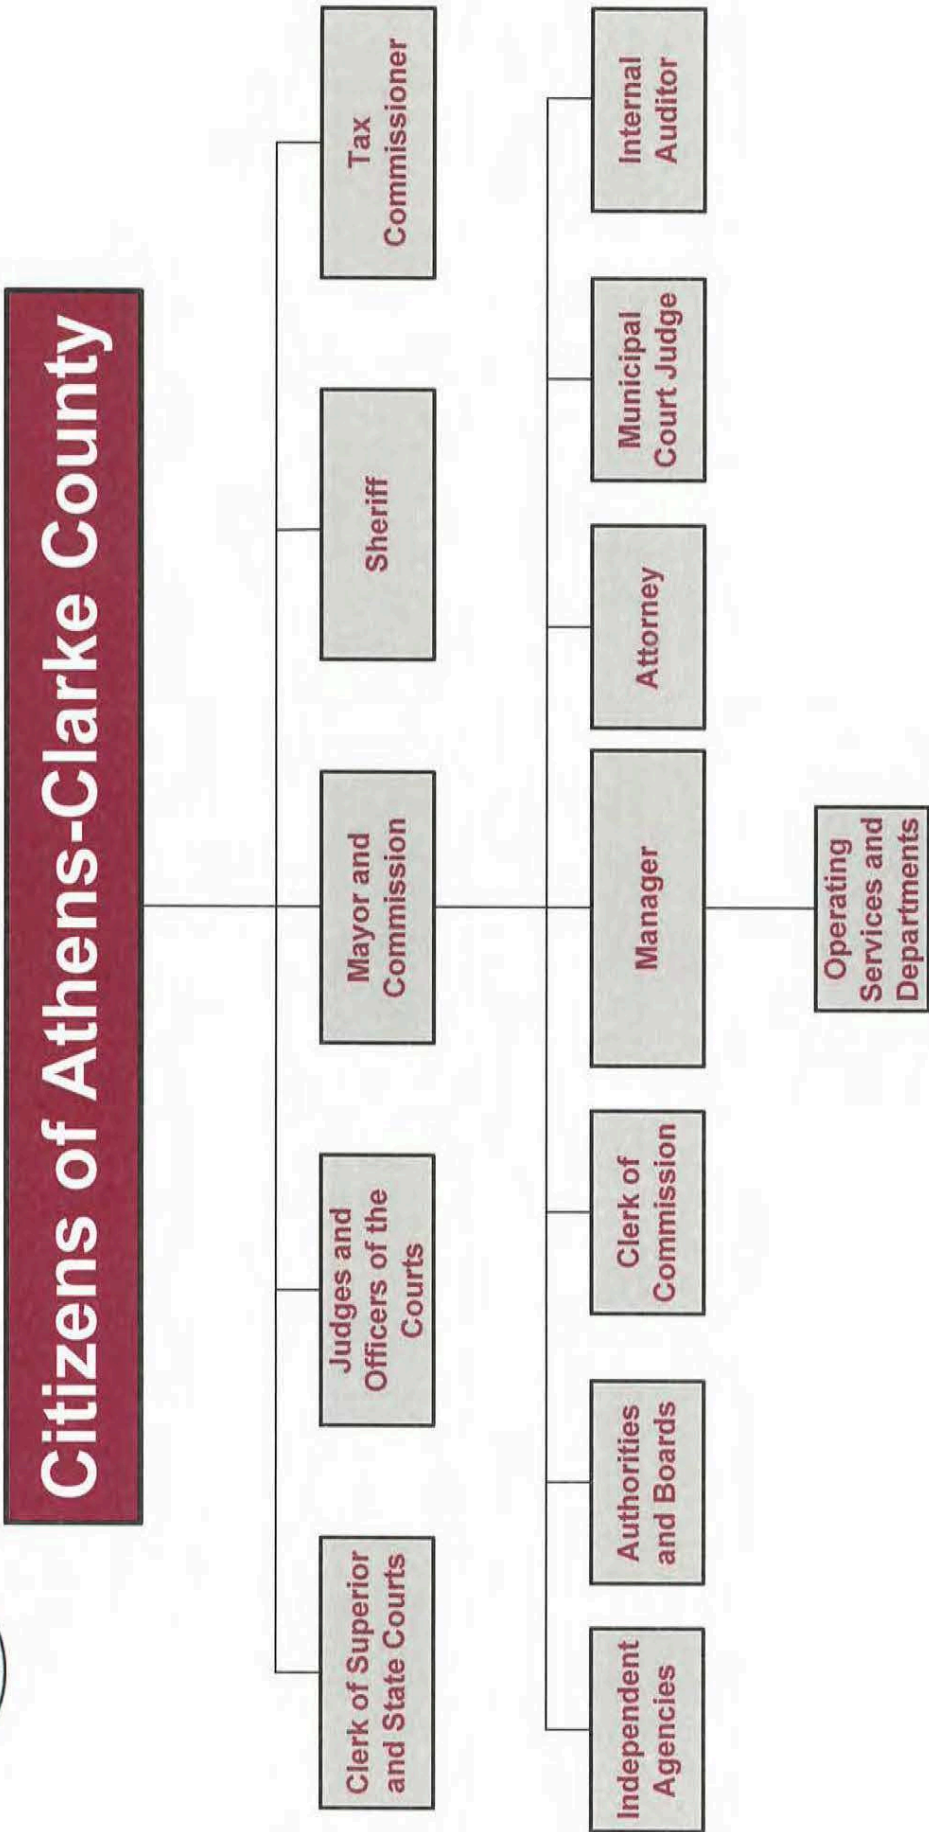 Citizens of Athens-Clarke County
Clerk of Superior
and State Courts
Judges and
Officers of the
Courts
Mayor and
Commission
Sheriff
Tax
Commissioner
Independent
Agencies
Authorities
and Boards
Clerk of
Commission
Manager
Attorney
Municipal
Court Judge
Internal
Auditor
Operating
Services and
Departments